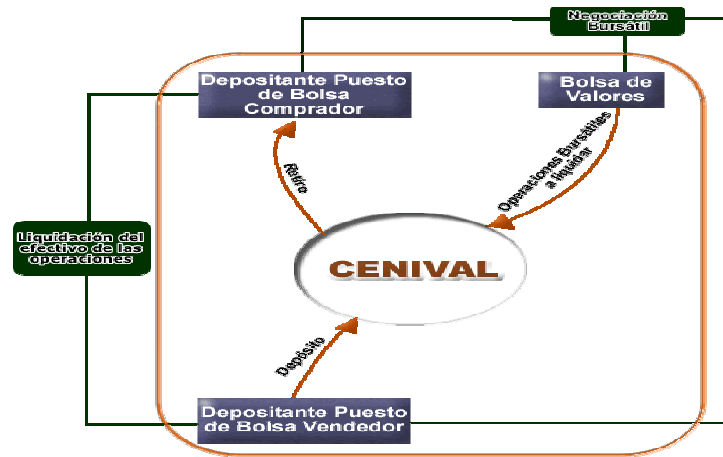 Negociación
Bursátil
Depositante Puesto
de Bolsa
Comprador
Bolsa de
Valores
Operaciones Bursátiles
a liquidar
Retiro
Liquidación del
efectivo de las
operaciones
CENIVAL
Depósito
Depositante Puesto
de Bolsa Vendedor